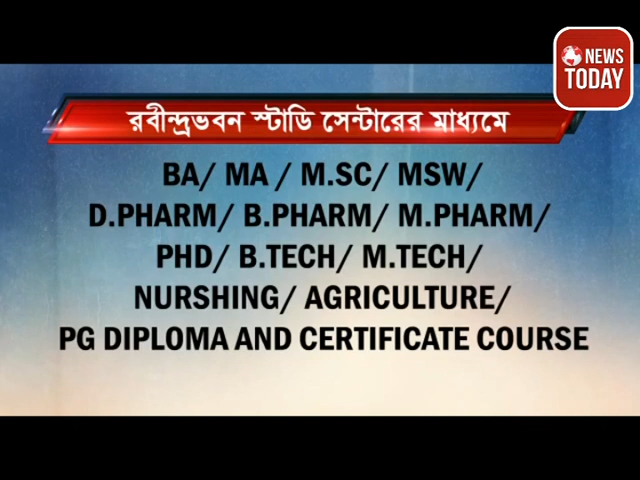 NEWS
TODAY
রবীন্দ্রভবন স্টাডি সেন্টারের মাধ্যমে
BA/ MA / M.SC/ MSW/
D.PHARM/ B.PHARM/ M.PHARM/
PHD/ B.TECH/ M.TECH/
NURSHING/ AGRICULTURE/
PG DIPLOMA AND CERTIFICATE COURSE